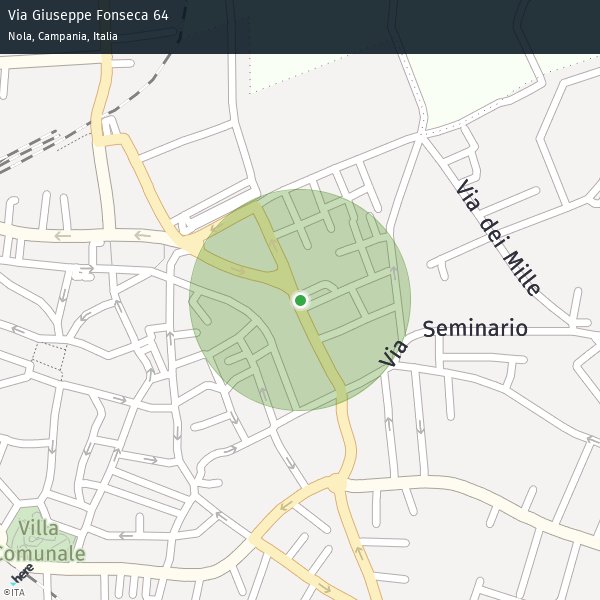 Via Giuseppe Fonseca 64
Nola, Campania, Italia
Via dei Mille
Via Seminario
Villa
Comunale
here
©ITA